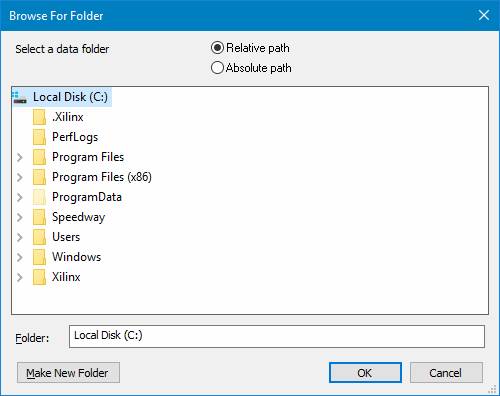 Browse For Folder
Select a data folder
Relative path
Absolute path
Local Disk (C:)
.Xilinx
PerfLogs
Program Files
Program Files (x86)
ProgramData
Speedway
Users
Windows
Xilinx
Folder: Local Disk (C:)
Make New Folder OK Cancel